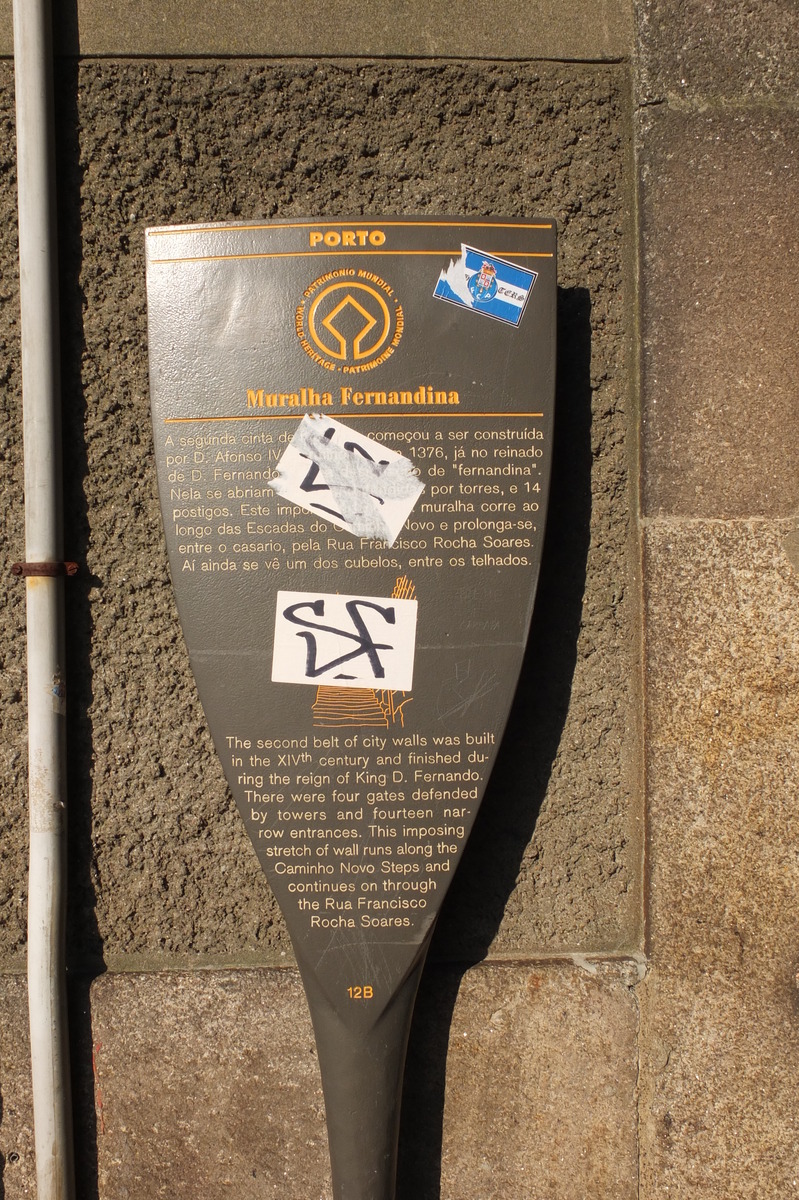 PORTO
PATRIMONIO MUNDIAL • WORLD HERITAGE • PATRIMOINE MONDIAL •
TERS
Muralha Fernandina
A segunda cinta de começou a ser construída
por D. Afonso IV 1376, já no reinado
de D. Fernando de "fernandina".
Nela se abriam por torres, e 14
postigos. Este muralha corre ao
longo das Escadas do Novo e prolonga-se,
entre o casario, pela Rua Francisco Rocha Soares.
Aí ainda se vê um dos cubelos, entre os telhados.
The second belt of city walls was built
in the XIVth century and finished du-
ring the reign of King D. Fernando.
There were four gates defended
by towers and fourteen nar-
row entrances. This imposing
stretch of wall runs along the
Caminho Novo Steps and
continues on through
the Rua Francisco
Rocha Soares.
12B